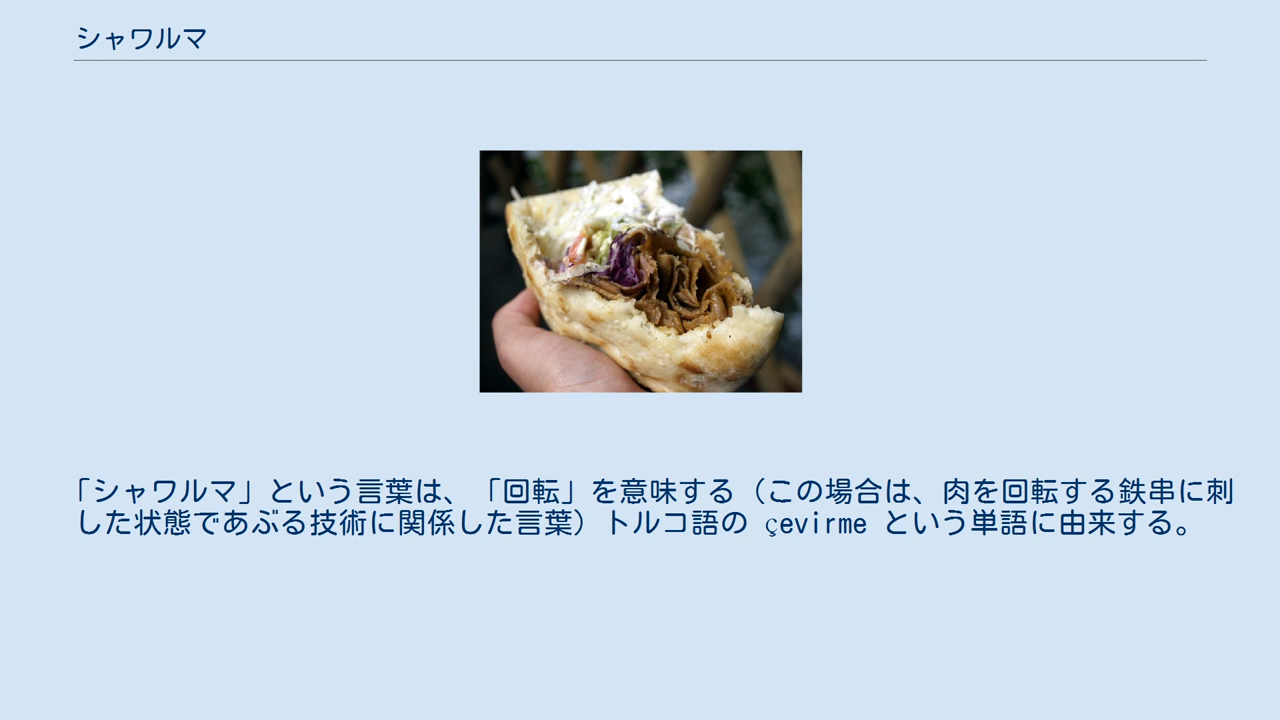 シャワルマ
「シャワルマ」という言葉は、「回転」を意味する（この場合は、肉を回転する鉄串に刺
した状態であぶる技術に関係した言葉）トルコ語の çevirme という単語に由来する。